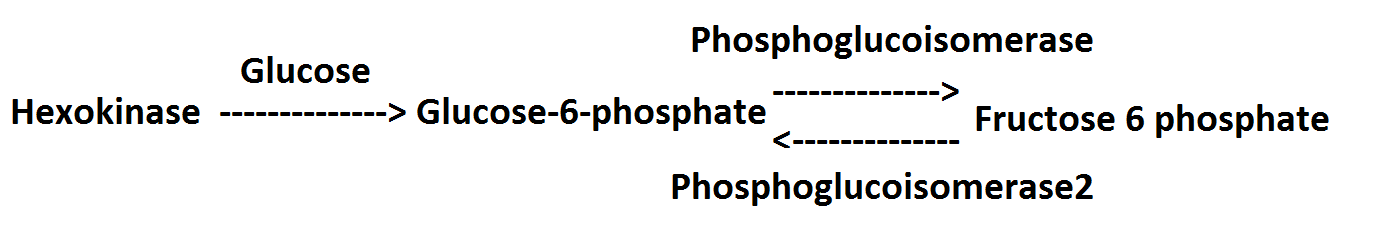 Phosphoglucoisomerase
Glucose
Hexokinase --------------> Glucose-6-phosphate --------------> Fructose 6 phosphate
<--------------
Phosphoglucoisomerase2